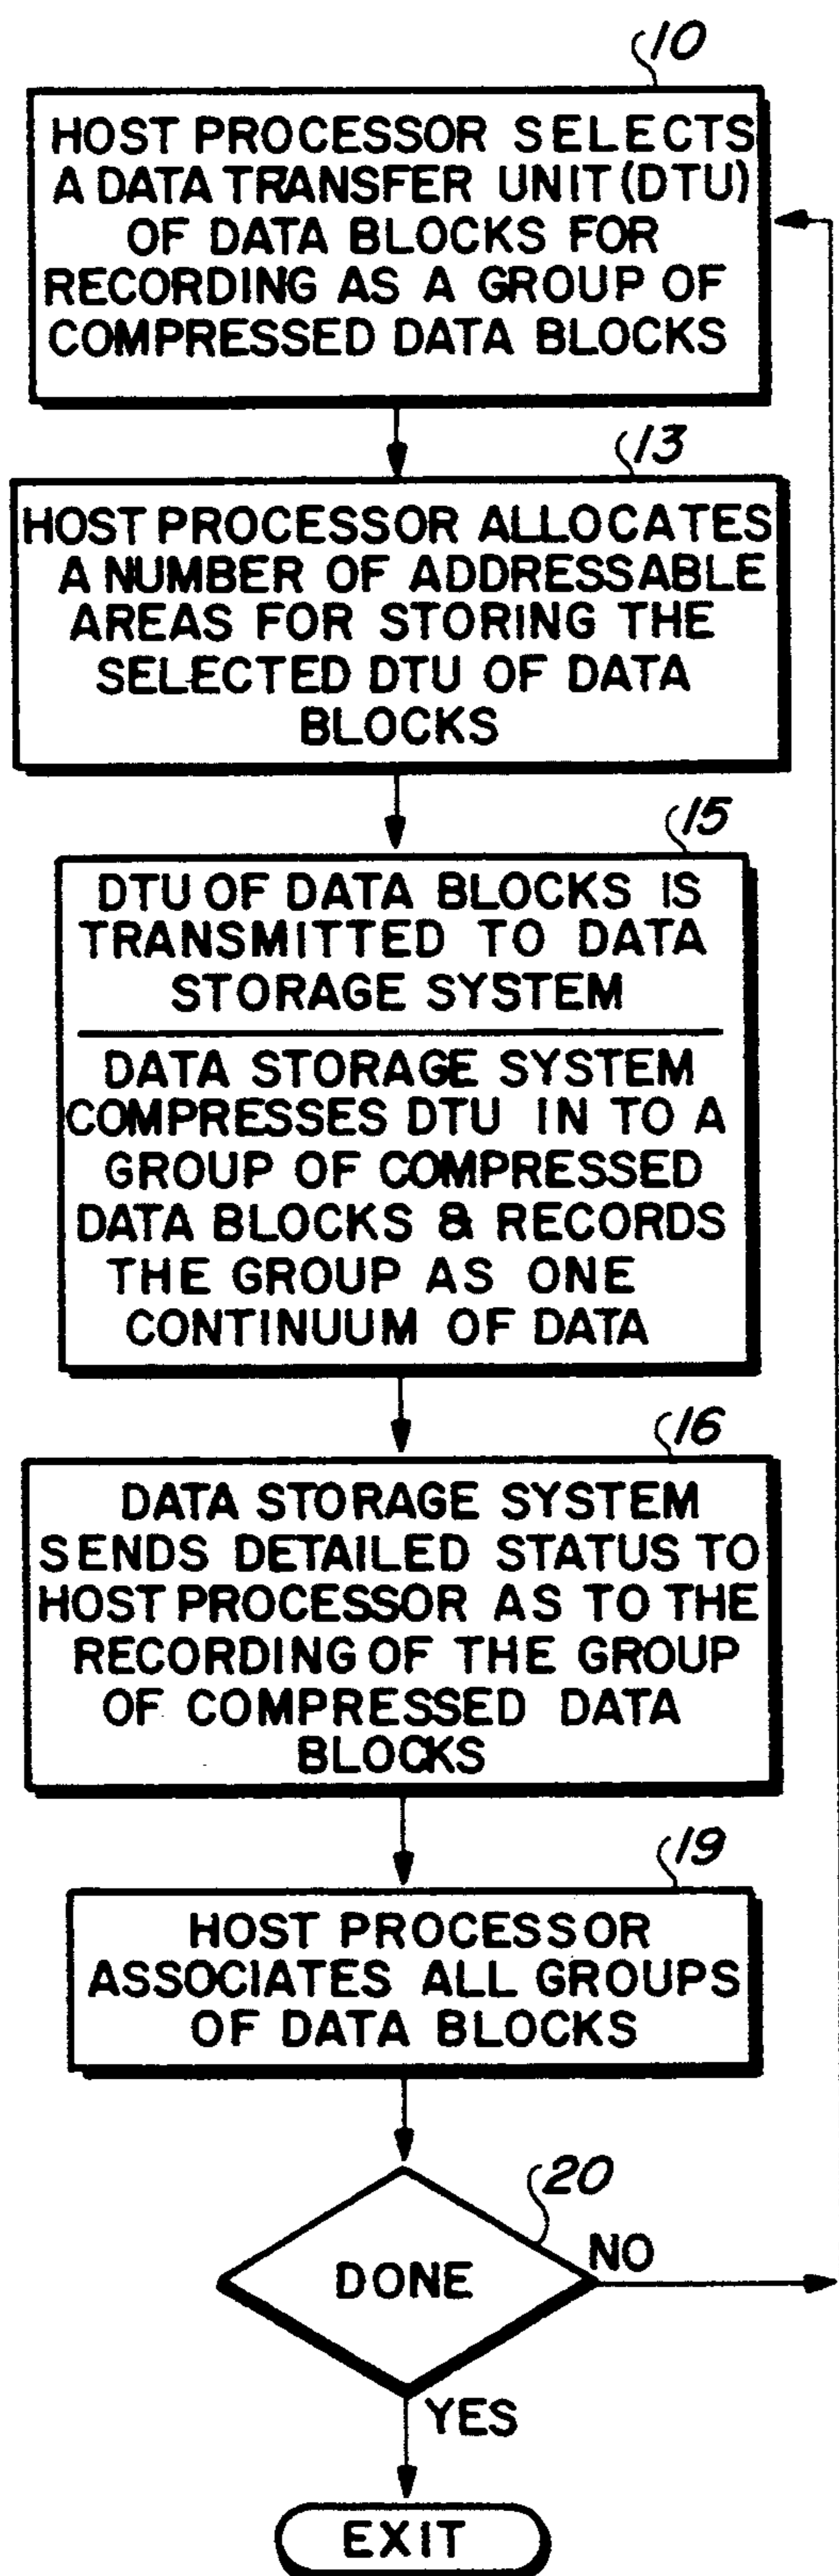 10
HOST PROCESSOR SELECTS
A DATA TRANSFER UNIT (DTU)
OF DATA BLOCKS FOR
RECORDING AS A GROUP OF
COMPRESSED DATA BLOCKS
13
HOST PROCESSOR ALLOCATES
A NUMBER OF ADDRESSABLE
AREAS FOR STORING THE
SELECTED DTU OF DATA
BLOCKS
15
DTU OF DATA BLOCKS IS
TRANSMITTED TO DATA
STORAGE SYSTEM
DATA STORAGE SYSTEM
COMPRESSES DTU IN TO A
GROUP OF COMPRESSED
DATA BLOCKS & RECORDS
THE GROUP AS ONE
CONTINUUM OF DATA
16
DATA STORAGE SYSTEM
SENDS DETAILED STATUS TO
HOST PROCESSOR AS TO THE
RECORDING OF THE GROUP
OF COMPRESSED DATA
BLOCKS
19
HOST PROCESSOR
ASSOCIATES ALL GROUPS
OF DATA BLOCKS
20
DONE
NO
YES
EXIT